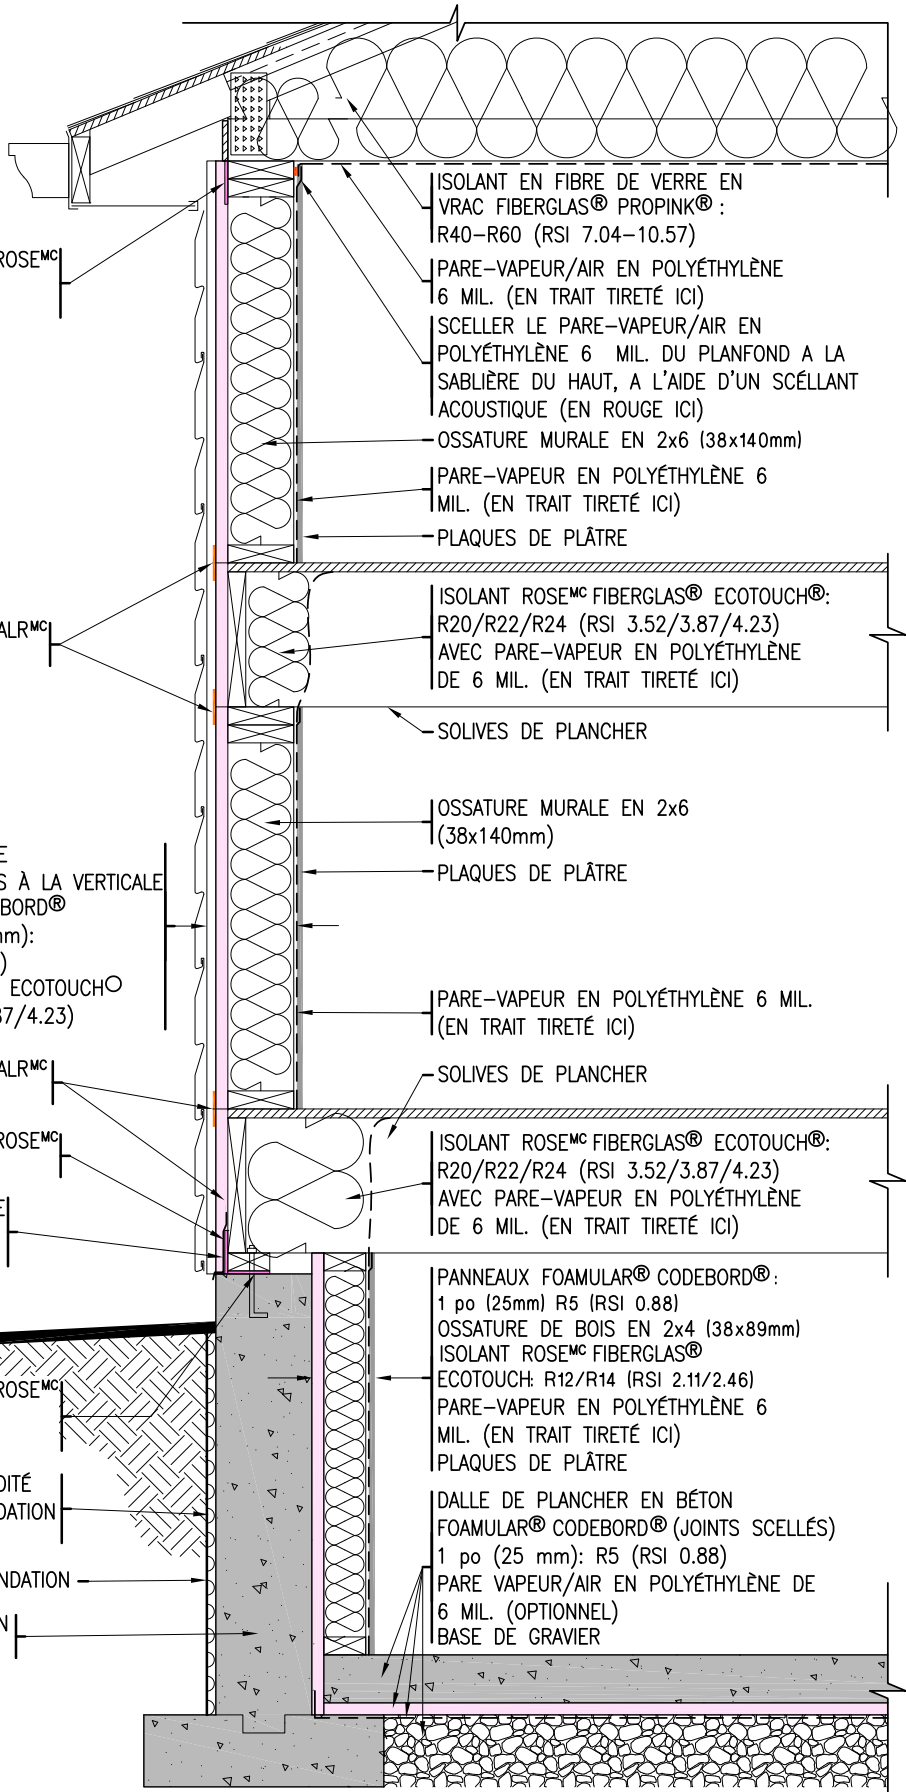 ISOLANT EN FIBRE DE VERRE EN
VRAC FIBERGLAS® PROPINK® :
R40–R60 (RSI 7.04–10.57)
ROSEᴹᶜ
PARE–VAPEUR/AIR EN POLYÉTHYLÈNE
6 MIL. (EN TRAIT TIRETÉ ICI)
SCELLER LE PARE–VAPEUR/AIR EN
POLYÉTHYLÈNE 6 MIL. DU PLANFOND A LA
SABLIÈRE DU HAUT, A L'AIDE D'UN SCÉLLANT
ACOUSTIQUE (EN ROUGE ICI)
OSSATURE MURALE EN 2x6 (38x140mm)
PARE–VAPEUR EN POLYÉTHYLÈNE 6
MIL. (EN TRAIT TIRETÉ ICI)
PLAQUES DE PLÂTRE
ISOLANT ROSEᴹᶜ FIBERGLAS® ECOTOUCH®:
R20/R22/R24 (RSI 3.52/3.87/4.23)
AVEC PARE–VAPEUR EN POLYÉTHYLÈNE
DE 6 MIL. (EN TRAIT TIRETÉ ICI)
ALRᴹᶜ
SOLIVES DE PLANCHER
OSSATURE MURALE EN 2x6
(38x140mm)
PLAQUES DE PLÂTRE
E
S À LA VERTICALE
EBORD®
mm):
)
ECOTOUCH○
87/4.23)
PARE–VAPEUR EN POLYÉTHYLÈNE 6 MIL.
(EN TRAIT TIRETÉ ICI)
ALRᴹᶜ
SOLIVES DE PLANCHER
ROSEᴹᶜ
ISOLANT ROSEᴹᶜ FIBERGLAS® ECOTOUCH®:
R20/R22/R24 (RSI 3.52/3.87/4.23)
AVEC PARE–VAPEUR EN POLYÉTHYLÈNE
DE 6 MIL. (EN TRAIT TIRETÉ ICI)
E
PANNEAUX FOAMULAR® CODEBORD®:
1 po (25mm) R5 (RSI 0.88)
OSSATURE DE BOIS EN 2x4 (38x89mm)
ISOLANT ROSEᴹᶜ FIBERGLAS®
ECOTOUCH: R12/R14 (RSI 2.11/2.46)
PARE–VAPEUR EN POLYÉTHYLÈNE 6
MIL. (EN TRAIT TIRETÉ ICI)
PLAQUES DE PLÂTRE
ROSEᴹᶜ
DITÉ
DATION
NDATION
N
DALLE DE PLANCHER EN BÉTON
FOAMULAR® CODEBORD® (JOINTS SCELLÉS)
1 po (25 mm): R5 (RSI 0.88)
PARE VAPEUR/AIR EN POLYÉTHYLÈNE DE
6 MIL. (OPTIONNEL)
BASE DE GRAVIER